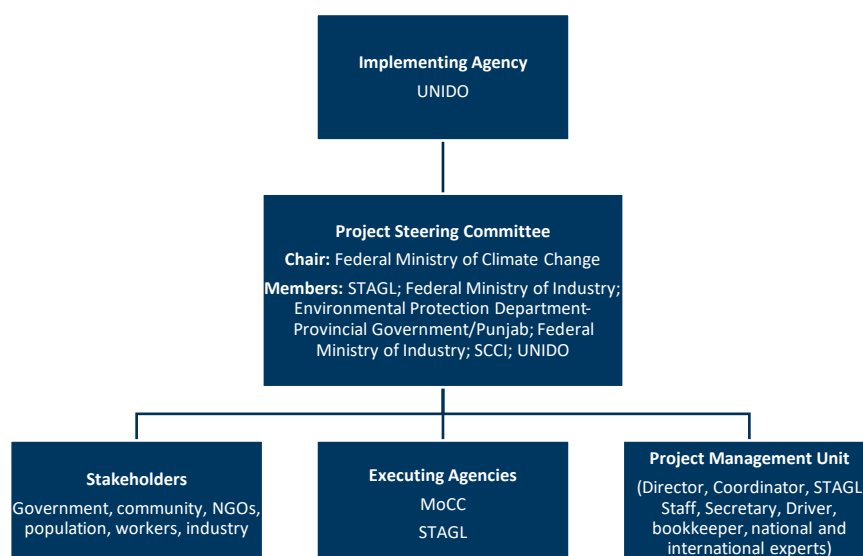 Implementing Agency
UNIDO
Project Steering Committee
Chair: Federal Ministry of Climate Change
Members: STAGL; Federal Ministry of Industry;
Environmental Protection Department-
Provincial Government/Punjab; Federal
Ministry of Industry; SCCI; UNIDO
Stakeholders
Government, community, NGOs,
population, workers, industry
Executing Agencies
MoCC
STAGL
Project Management Unit
(Director, Coordinator, STAGL
Staff, Secretary, Driver,
bookkeeper, national and
international experts)